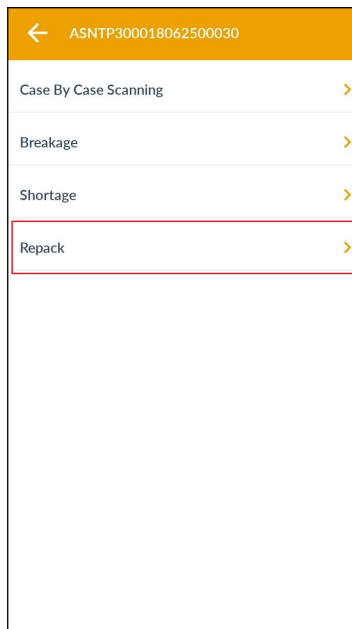 ASNTP300018062500030
Case By Case Scanning
Breakage
Shortage
Repack